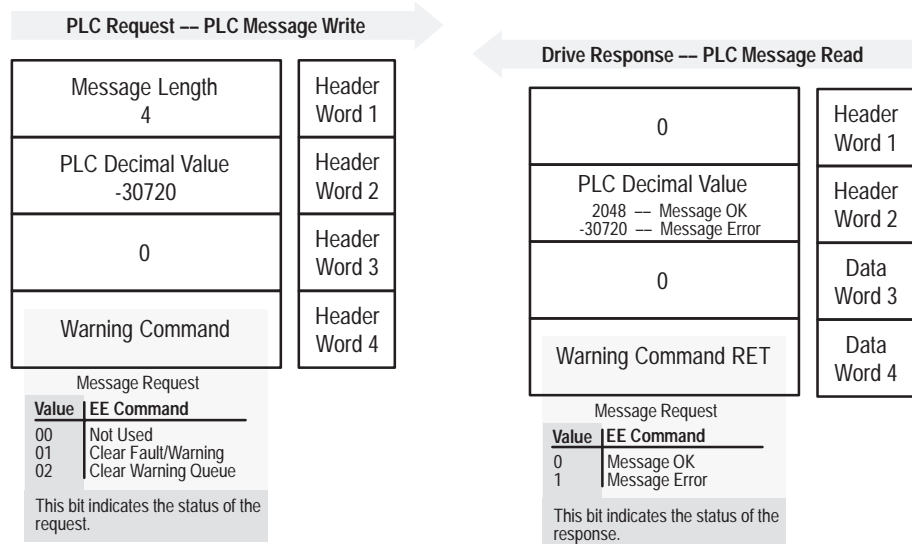 PLC Request –– PLC Message Write
Message Length
4
Header
Word 1
PLC Decimal Value
-30720
Header
Word 2
0
Header
Word 3
Warning Command
Header
Word 4
Message Request
Value EE Command
00 Not Used
01 Clear Fault/Warning
02 Clear Warning Queue
This bit indicates the status of the
request.
Drive Response –– PLC Message Read
0
Header
Word 1
PLC Decimal Value
2048 –– Message OK
-30720 –– Message Error
Header
Word 2
0
Data
Word 3
Warning Command RET
Data
Word 4
Message Request
Value EE Command
0 Message OK
1 Message Error
This bit indicates the status of the
response.